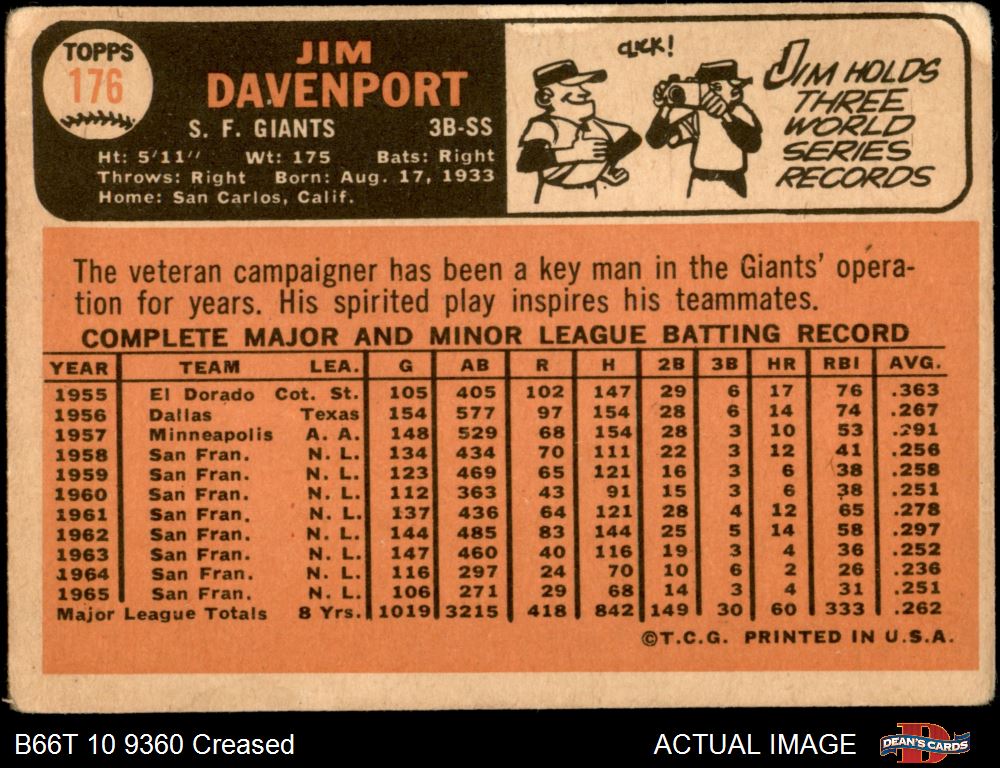 TOPPS
176
JIM
DAVENPORT
S. F. GIANTS 3B-SS
Ht: 5'11" Wt: 175 Bats: Right
Throws: Right Born: Aug. 17, 1933
Home: San Carlos, Calif.
CLICK!
JIM HOLDS
THREE
WORLD
SERIES
RECORDS
The veteran campaigner has been a key man in the Giants' opera-
tion for years. His spirited play inspires his teammates.
COMPLETE MAJOR AND MINOR LEAGUE BATTING RECORD
YEAR TEAM LEA. G AB R H 2B 3B HR RBI AVG.
1955 El Dorado Cot. St. 105 405 102 147 29 6 17 76 .363
1956 Dallas Texas 154 577 97 154 28 6 14 74 .267
1957 Minneapolis A. A. 148 529 68 154 28 3 10 53 .291
1958 San Fran. N. L. 134 434 70 111 22 3 12 41 .256
1959 San Fran. N. L. 123 469 65 121 16 3 6 38 .258
1960 San Fran. N. L. 112 363 43 91 15 3 6 38 .251
1961 San Fran. N. L. 137 436 64 121 28 4 12 65 .278
1962 San Fran. N. L. 144 485 83 144 25 5 14 58 .297
1963 San Fran. N. L. 147 460 40 116 19 3 4 36 .252
1964 San Fran. N. L. 116 297 24 70 10 6 2 26 .236
1965 San Fran. N. L. 106 271 29 68 14 3 4 31 .251
Major League Totals 8 Yrs. 1019 3215 418 842 149 30 60 333 .262
©T.C.G. PRINTED IN U.S.A.
B66T 10 9360 Creased ACTUAL IMAGE
DEAN'S CARDS